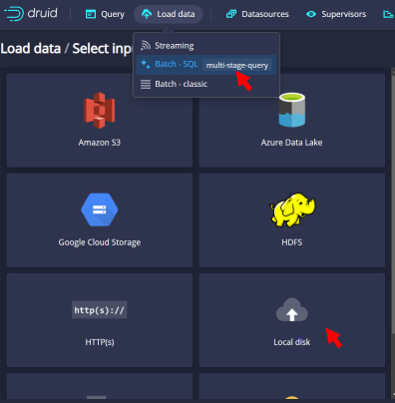 druid Query Load data Datasources Supervisors
Streaming
Load data / Select inpu
Batch - SQL multi-stage-query
Batch - classic
Amazon S3 Azure Data Lake
Google Cloud Storage HDFS
http(s)://
HTTP(s) Local disk